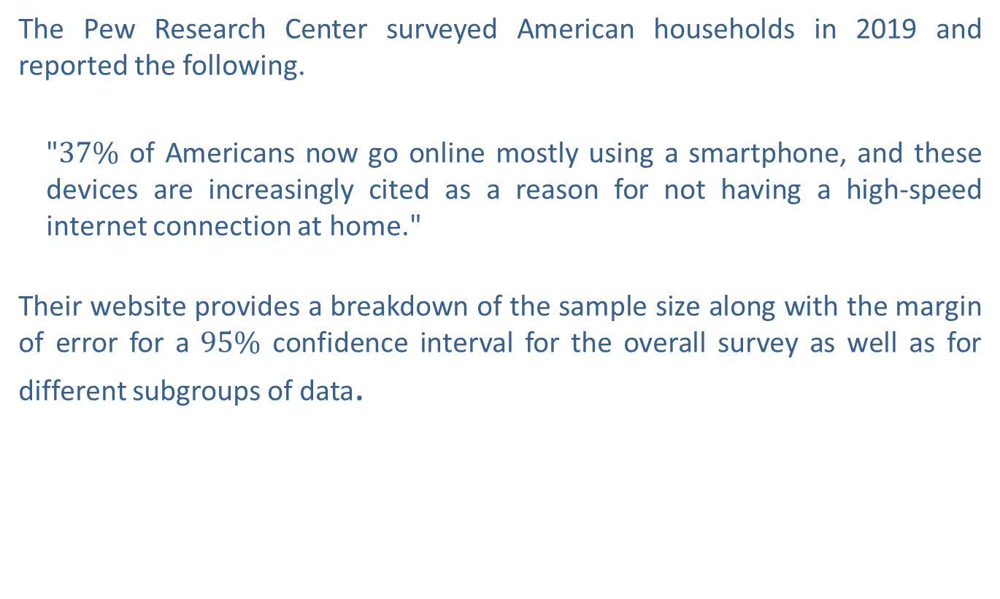 The Pew Research Center surveyed American households in 2019 and
reported the following.
"37% of Americans now go online mostly using a smartphone, and these
devices are increasingly cited as a reason for not having a high-speed
internet connection at home."
Their website provides a breakdown of the sample size along with the margin
of error for a 95% confidence interval for the overall survey as well as for
different subgroups of data.